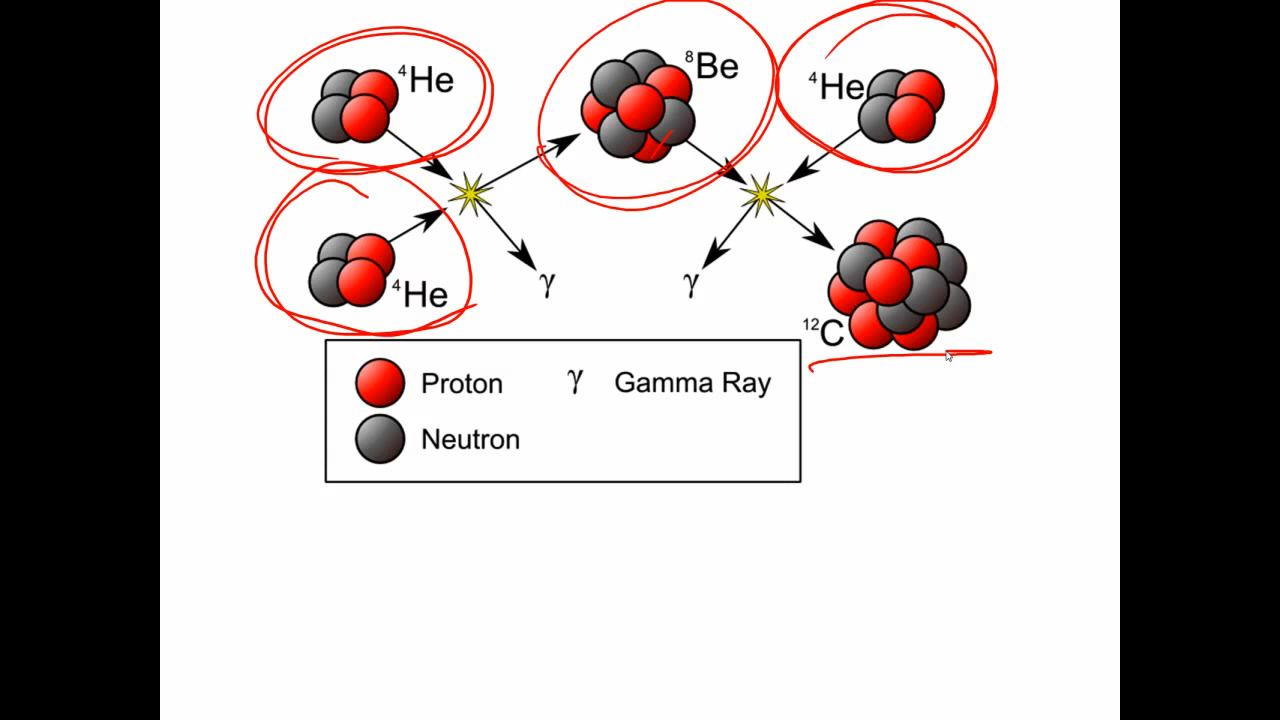 ⁴He
⁸Be
⁴He
⁴He
γ
γ
¹²C
Proton
γ Gamma Ray
Neutron